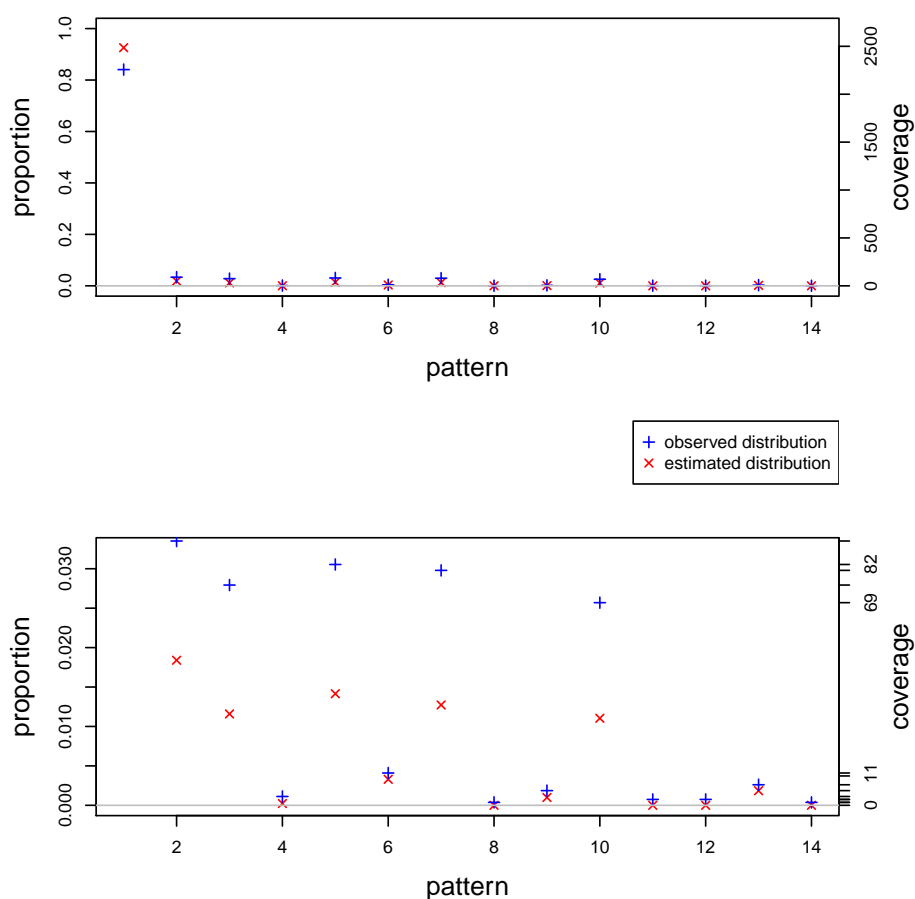 proportion
0.0 0.2 0.4 0.6 0.8 1.0
coverage
0 500 1500 2500
2 4 6 8 10 12 14
pattern
observed distribution
estimated distribution
proportion
0.000 0.010 0.020 0.030
coverage
0 11 69 82
2 4 6 8 10 12 14
pattern